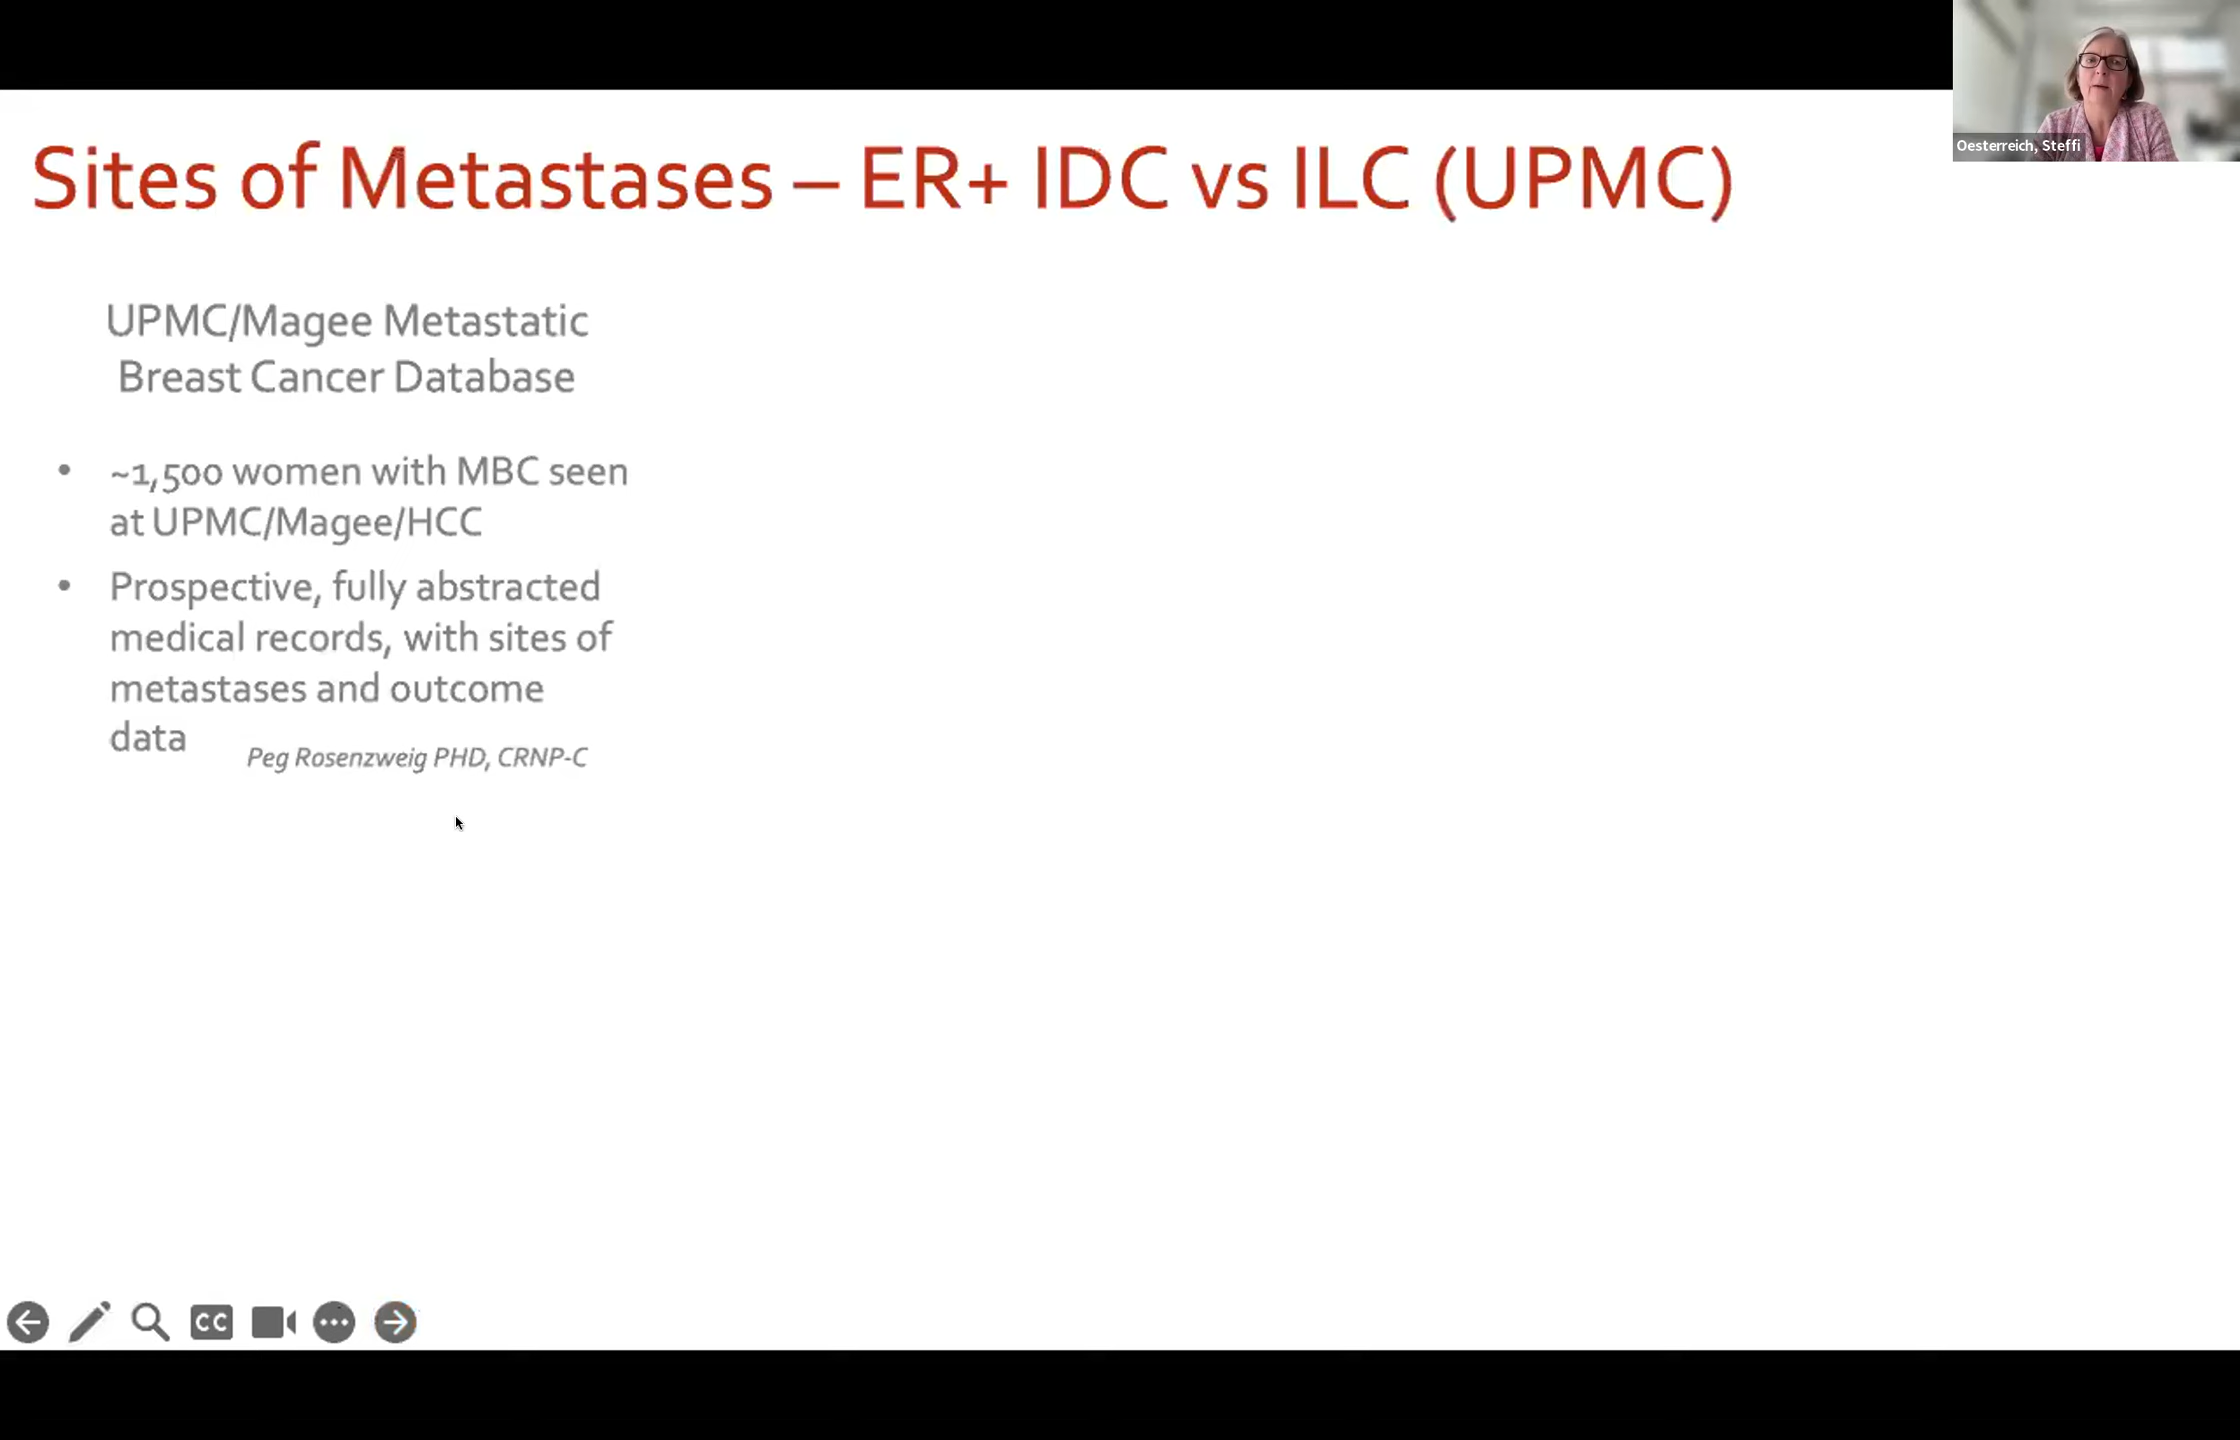 Sites of Metastases – ER+ IDC vs ILC (UPMC)
Oesterreich, Steffi
UPMC/Magee Metastatic
Breast Cancer Database
• ~1,500 women with MBC seen
at UPMC/Magee/HCC
• Prospective, fully abstracted
medical records, with sites of
metastases and outcome
data
Peg Rosenzweig PHD, CRNP-C
CC